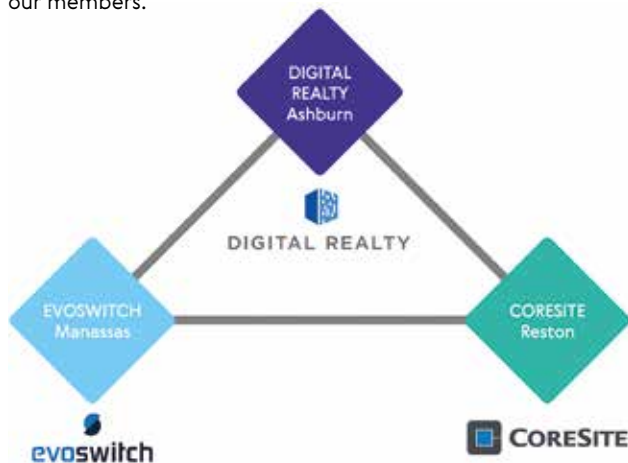 our members.
DIGITAL
REALTY
Ashburn
DIGITAL REALTY
EVOSWITCH
Manassas
CORESITE
Reston
evoswitch
CORESITE